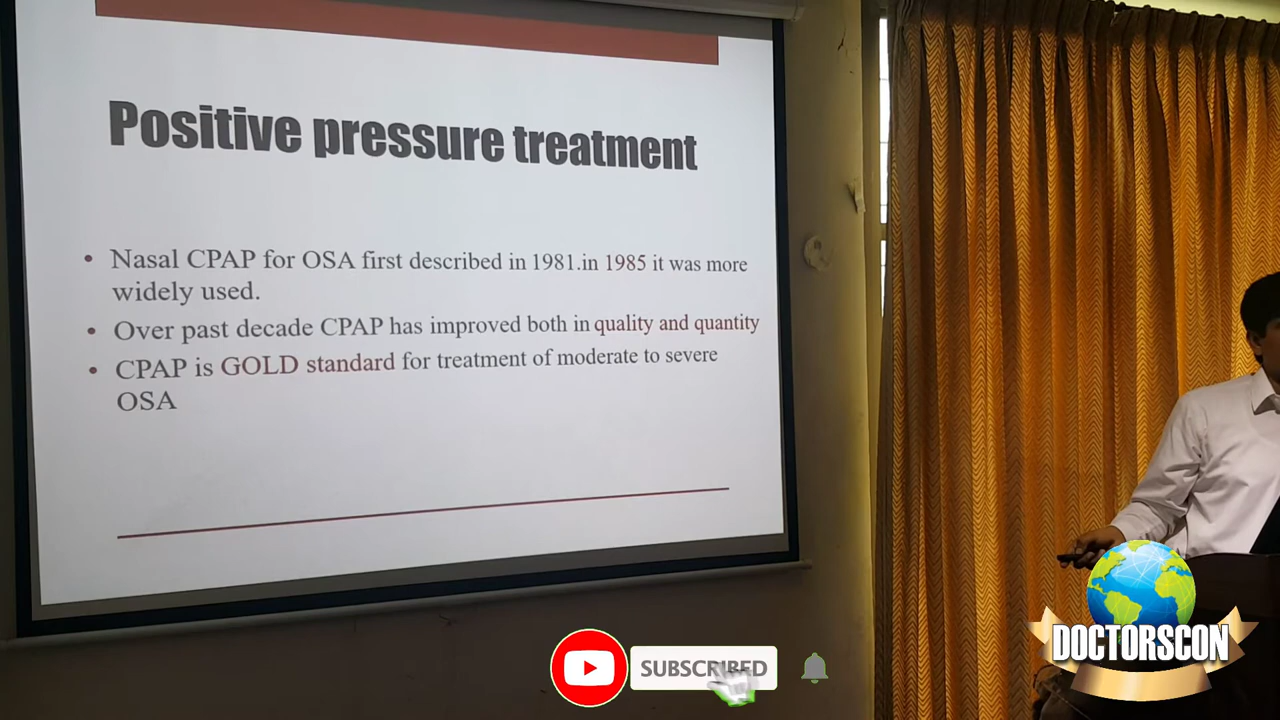 Positive pressure treatment
• Nasal CPAP for OSA first described in 1981.in 1985 it was more
widely used.
• Over past decade CPAP has improved both in quality and quantity
• CPAP is GOLD standard for treatment of moderate to severe
OSA
SUBSCRIBED
DOCTORSCON